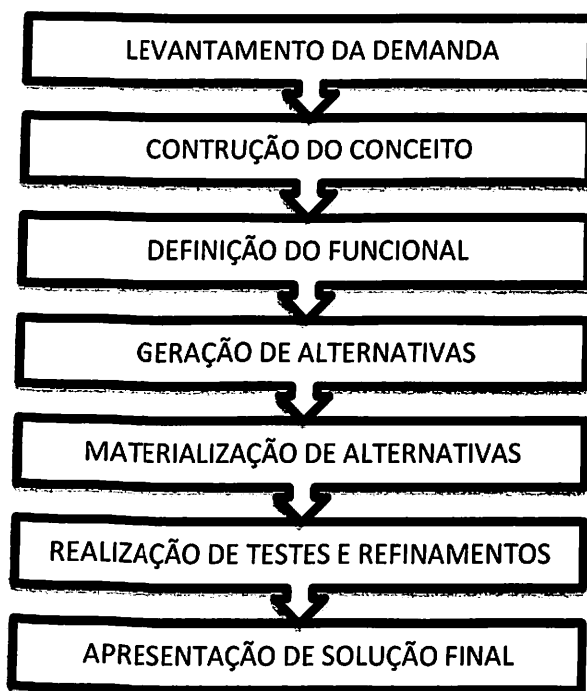 LEVANTAMENTO DA DEMANDA
CONTRUÇÃO DO CONCEITO
DEFINIÇÃO DO FUNCIONAL
GERAÇÃO DE ALTERNATIVAS
MATERIALIZAÇÃO DE ALTERNATIVAS
REALIZAÇÃO DE TESTES E REFINAMENTOS
APRESENTAÇÃO DE SOLUÇÃO FINAL